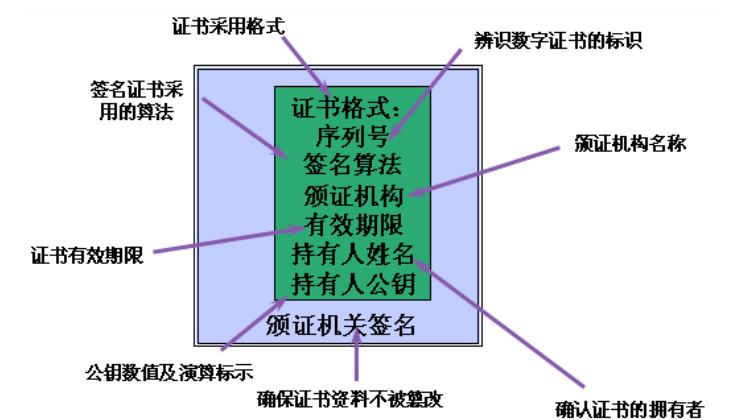 证书采用格式
辨识数字证书的标识
签名证书采
用的算法
证书格式：
序列号
签名算法
颁证机构
有效期限
持有人姓名
持有人公钥
颁证机关签名
颁证机构名称
证书有效期限
公钥数值及演算标示
确保证书资料不被篡改
确认证书的拥有者